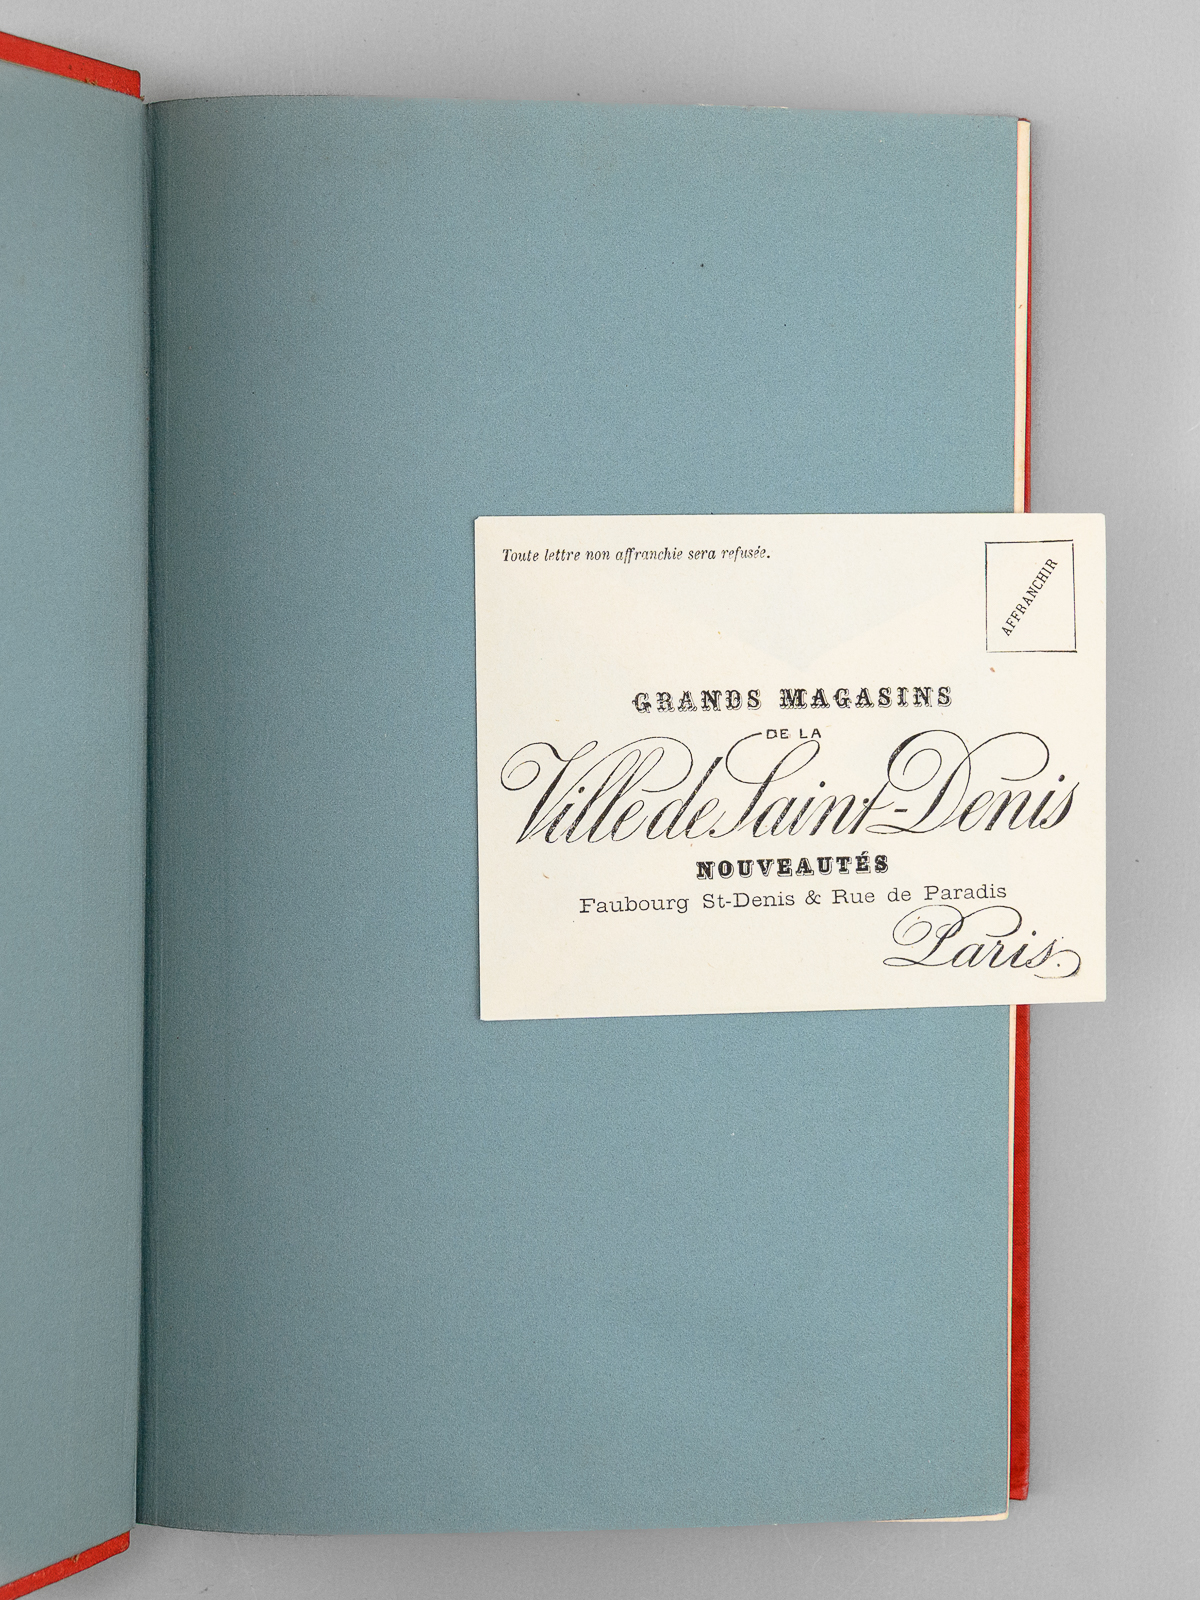 Toute lettre non affranchie sera refusée.
AFFRANCHIR
GRANDS MAGASINS
DE LA
Ville de Saint-Denis
NOUVEAUTÉS
Faubourg St-Denis & Rue de Paradis
Paris.